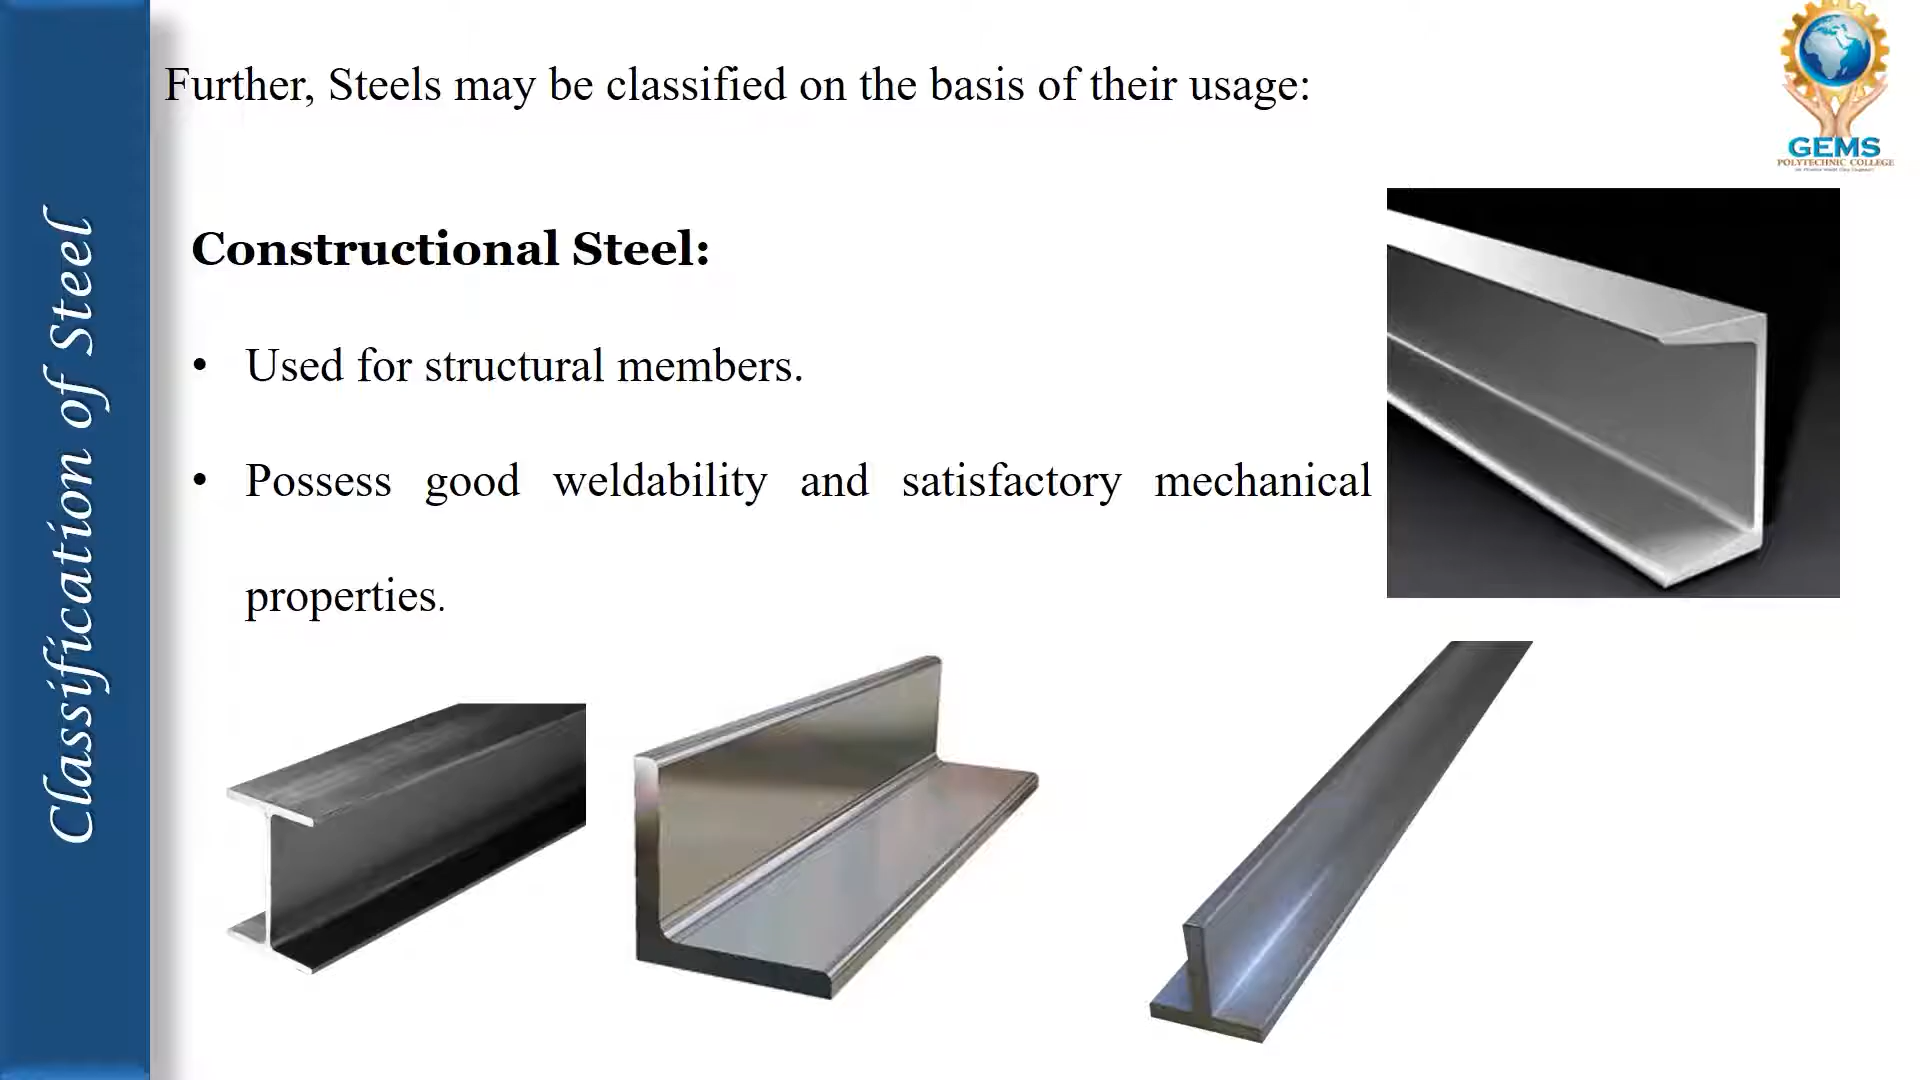 Further, Steels may be classified on the basis of their usage:
GEMS
POLYTECHNIC COLLEGE
Classification of Steel
Constructional Steel:
• Used for structural members.
• Possess good weldability and satisfactory mechanical
properties.